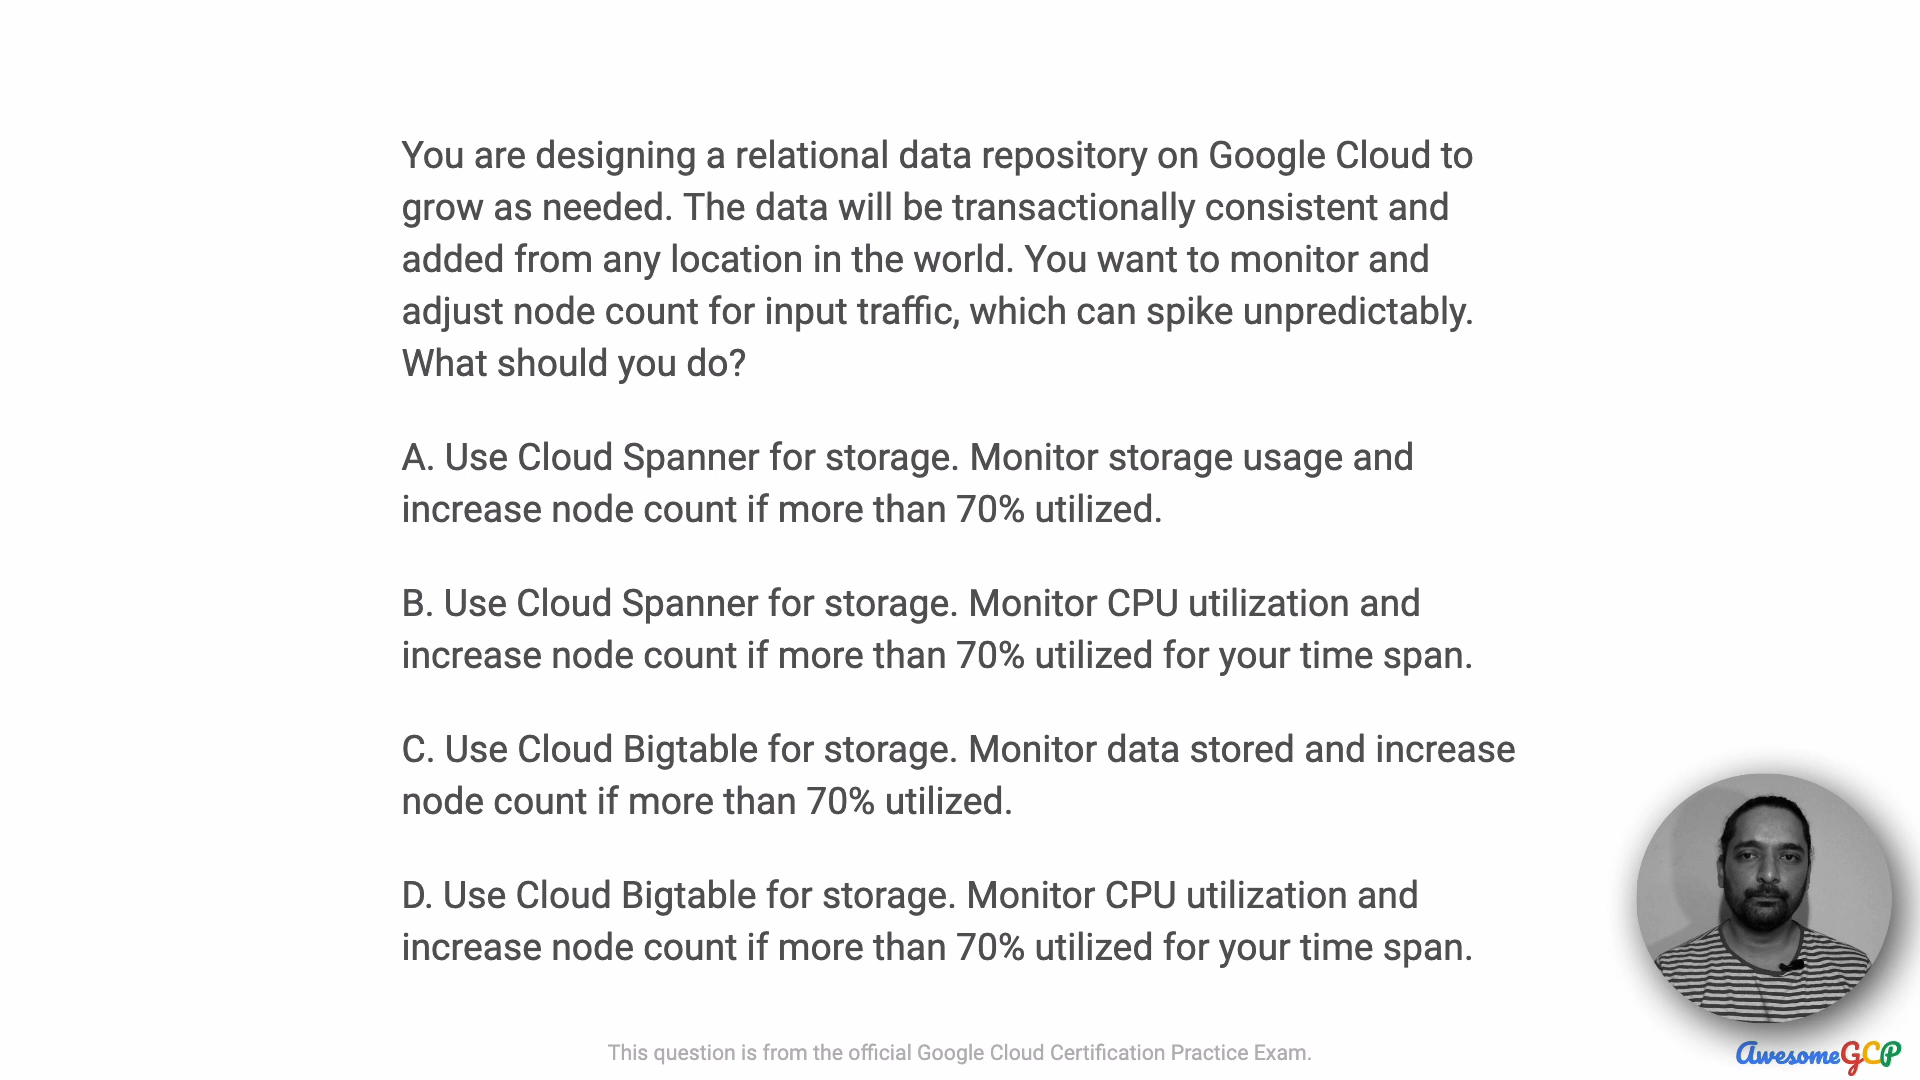 You are designing a relational data repository on Google Cloud to
grow as needed. The data will be transactionally consistent and
added from any location in the world. You want to monitor and
adjust node count for input traffic, which can spike unpredictably.
What should you do?
A. Use Cloud Spanner for storage. Monitor storage usage and
increase node count if more than 70% utilized.
B. Use Cloud Spanner for storage. Monitor CPU utilization and
increase node count if more than 70% utilized for your time span.
C. Use Cloud Bigtable for storage. Monitor data stored and increase
node count if more than 70% utilized.
D. Use Cloud Bigtable for storage. Monitor CPU utilization and
increase node count if more than 70% utilized for your time span.
This question is from the official Google Cloud Certification Practice Exam.
AwesomeGCP